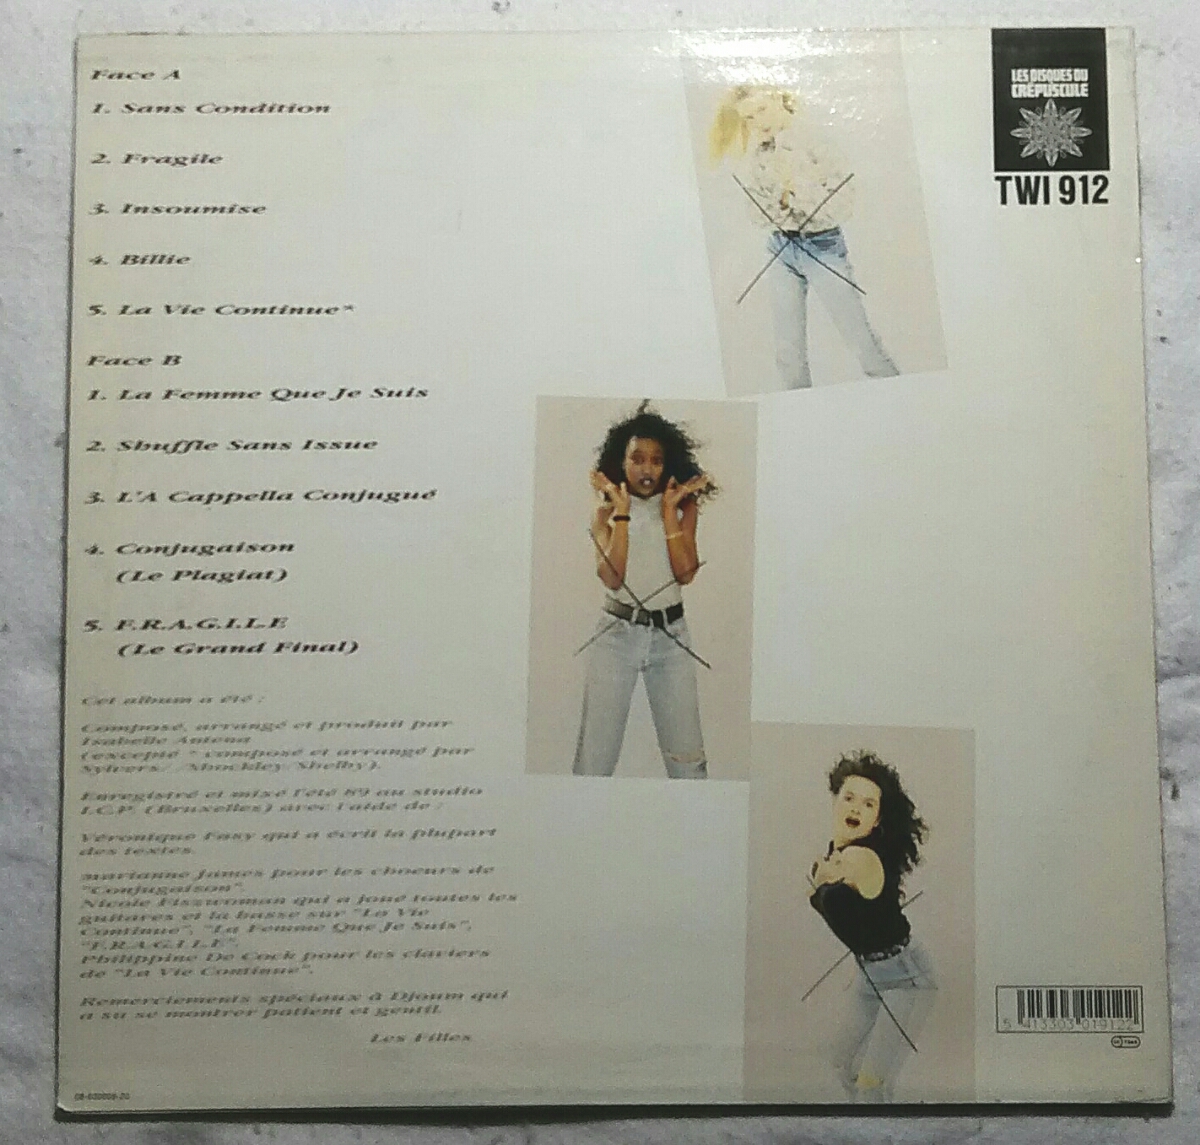 Face A
1. Sans Condition
2. Fragile
3. Insoumise
4. Billie
5. La Vie Continue*
Face B
1. La Femme Que Je Suis
2. Shuffle Sans Issue
3. L'A Cappella Conjugué
4. Conjugaison
(Le Plagiat)
5. F.R.A.G.I.L.E
(Le Grand Final)
Cet album a été :
Composé, arrangé et produit par
Isabelle Antena
(excepté * composé et arrangé par
Sylvers/ /Shockley/Shelby).
Enregistré et mixé l'été 89 au studio
I.C.P. (Bruxelles) avec l'aide de :
Véronique Easy qui a écrit la plupart
des textes.
Marianne James pour les choeurs de
"Conjugaison".
Nicole Fiszwoman qui a joué toutes les
guitares et la basse sur "La Vie
Continue", "La Femme Que Je Suis",
"F.R.A.G.I.L.E".
Philippine De Cock pour les claviers
de "La Vie Continue".
Remerciements spéciaux à Djoum qui
a su se montrer patient et gentil.
Les Filles
LES DISQUES DU
CRÉPUSCULE
TWI 912
5 413303 019122